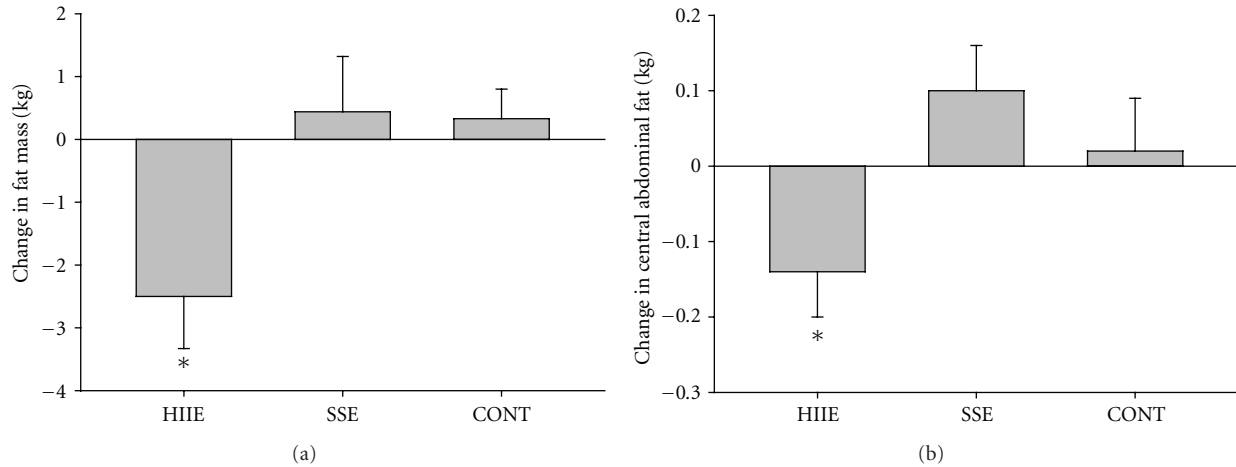 2
1
0
−1
−2
−3
−4
Change in fat mass (kg)
*
HIIE SSE CONT
(a)
0.2
0.1
0
−0.1
−0.2
−0.3
Change in central abdominal fat (kg)
*
HIIE SSE CONT
(b)